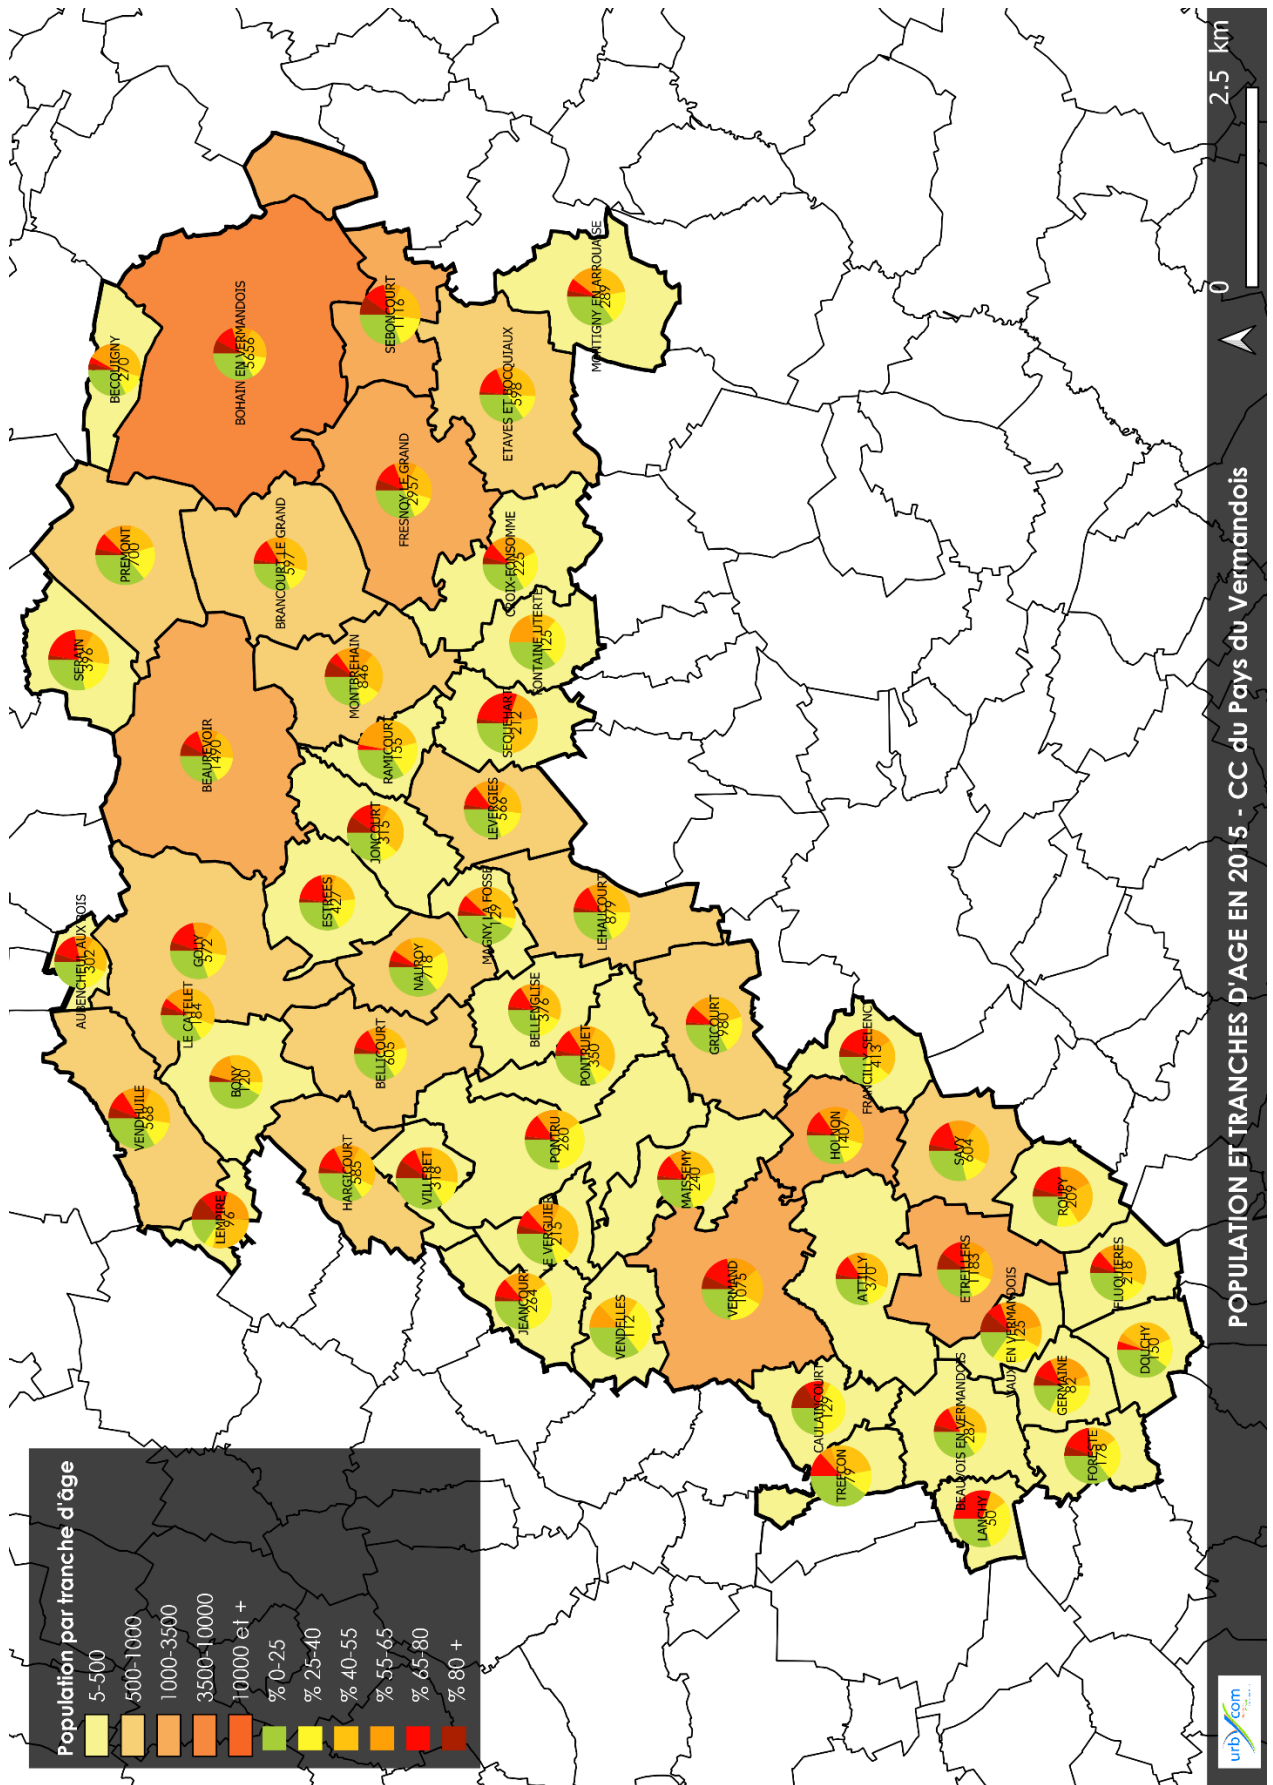 POPULATION ET TRANCHES D'AGE EN 2015 - CC du Pays du Vermandois
Population par tranche d'âge
5-500
500-1000
1000-3500
3500-10000
10000 et +
% 0-25
% 25-40
% 40-55
% 55-65
% 65-80
% 80 +
AUBENCHEUL AUX BOIS
302
SERAIN
396
PREMONT
700
BECQUIGNY
270
VENDHUILE
568
LE CATELET
184
GOUY
572
BEAUREVOIR
1490
BRANCOURT LE GRAND
597
BOHAIN EN VERMANDOIS
5656
LEMPIRE
96
BONY
120
ESTREES
427
JONCOURT
315
RAMICOURT
155
MONTBREHAIN
846
FRESNOY LE GRAND
2957
SEBONCOURT
1116
HARGICOURT
585
BELLICOURT
605
NAUROY
718
MAGNY LA FOSSE
129
LEVERGIES
566
SEQUEHART
212
FONTAINE UTERTE
125
CROIX-FONSOMME
225
ETAVES ET BOCQUIAUX
598
MONTIGNY EN ARROUAISE
289
VILLERET
318
BELLENGLISE
376
LEHAUCOURT
879
JEANCOURT
264
LE VERGUIER
215
PONTRU
260
PONTRUET
350
VENDELLES
112
MAISSEMY
240
GRICOURT
980
VERMAND
1075
HOLNON
1407
FRANCILLY SELENCY
413
TREFCON
79
CAULAINCOURT
129
ATTILLY
370
SAVY
604
LANCHY
50
BEAUVOIS EN VERMANDOIS
287
VAUX EN VERMANDOIS
125
ETREILLERS
1183
ROUPY
209
FORESTE
178
GERMAINE
82
DOUCHY
150
FLUQUIERES
218
0
2.5 km
urbycom